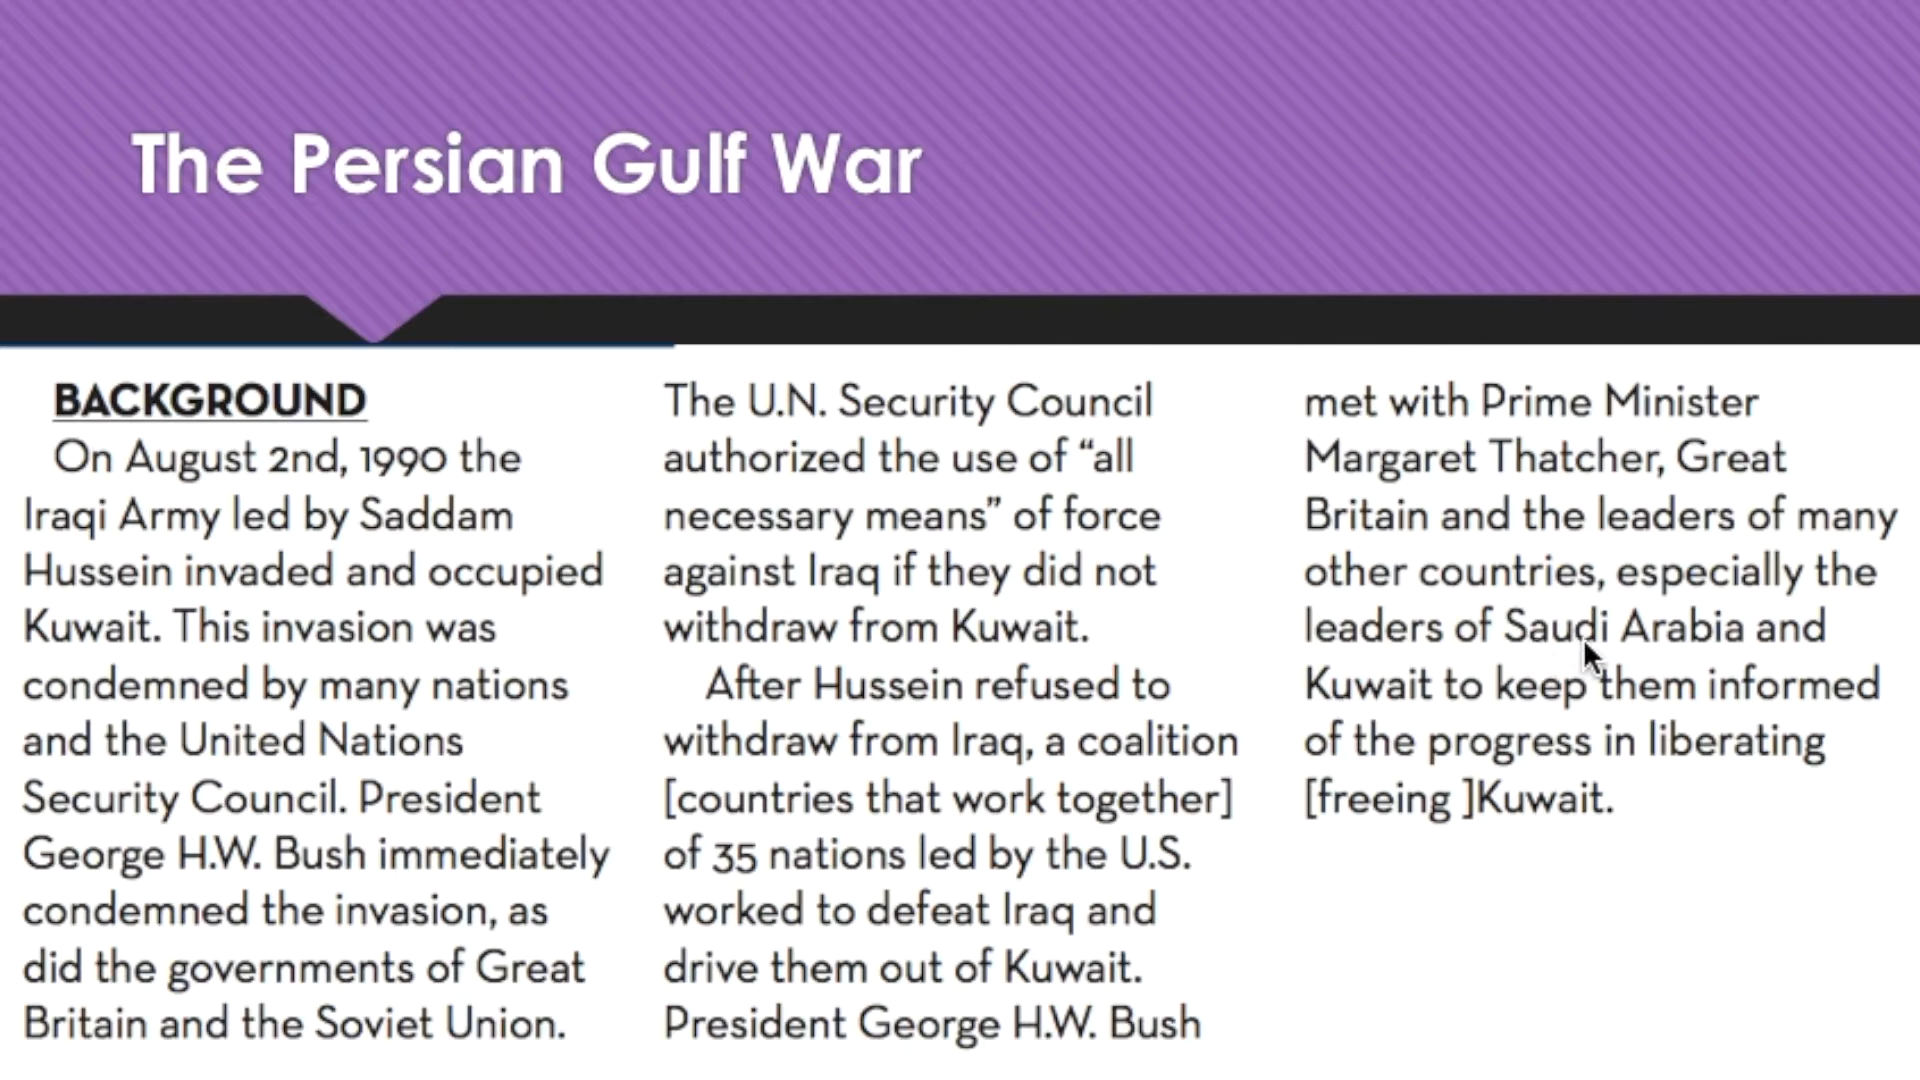 The Persian Gulf War
BACKGROUND
On August 2nd, 1990 the
Iraqi Army led by Saddam
Hussein invaded and occupied
Kuwait. This invasion was
condemned by many nations
and the United Nations
Security Council. President
George H.W. Bush immediately
condemned the invasion, as
did the governments of Great
Britain and the Soviet Union.
The U.N. Security Council
authorized the use of “all
necessary means” of force
against Iraq if they did not
withdraw from Kuwait.
After Hussein refused to
withdraw from Iraq, a coalition
[countries that work together]
of 35 nations led by the U.S.
worked to defeat Iraq and
drive them out of Kuwait.
President George H.W. Bush
met with Prime Minister
Margaret Thatcher, Great
Britain and the leaders of many
other countries, especially the
leaders of Saudi Arabia and
Kuwait to keep them informed
of the progress in liberating
[freeing ]Kuwait.